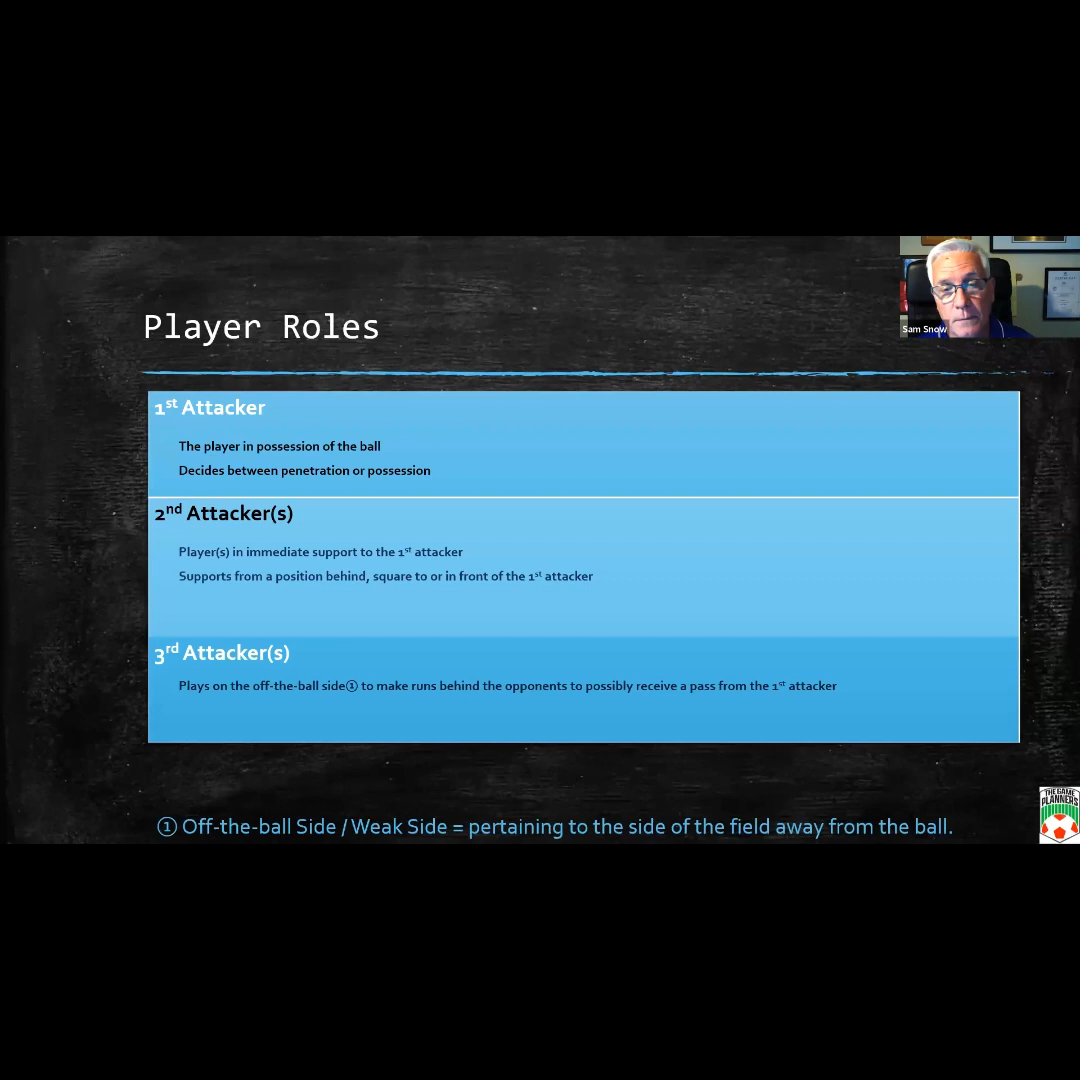 Sam Snow
Player Roles
1st Attacker
The player in possession of the ball
Decides between penetration or possession
2nd Attacker(s)
Player(s) in immediate support to the 1st attacker
Supports from a position behind, square to or in front of the 1st attacker
3rd Attacker(s)
Plays on the off-the-ball side① to make runs behind the opponents to possibly receive a pass from the 1st attacker
THE GAME
PLANNERS
① Off-the-ball Side / Weak Side = pertaining to the side of the field away from the ball.